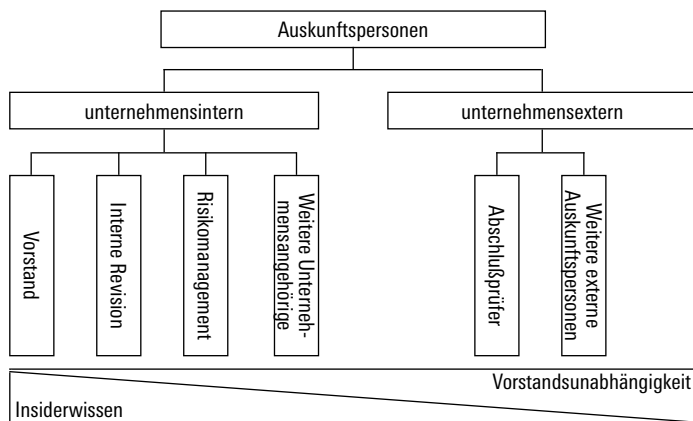 Auskunftspersonen
unternehmensintern
unternehmensextern
Vorstand
Interne Revision
Risikomanagement
Weitere Unterneh-
mensangehörige
Abschlußprüfer
Weitere externe
Auskunftspersonen
Vorstandsunabhängigkeit
Insiderwissen